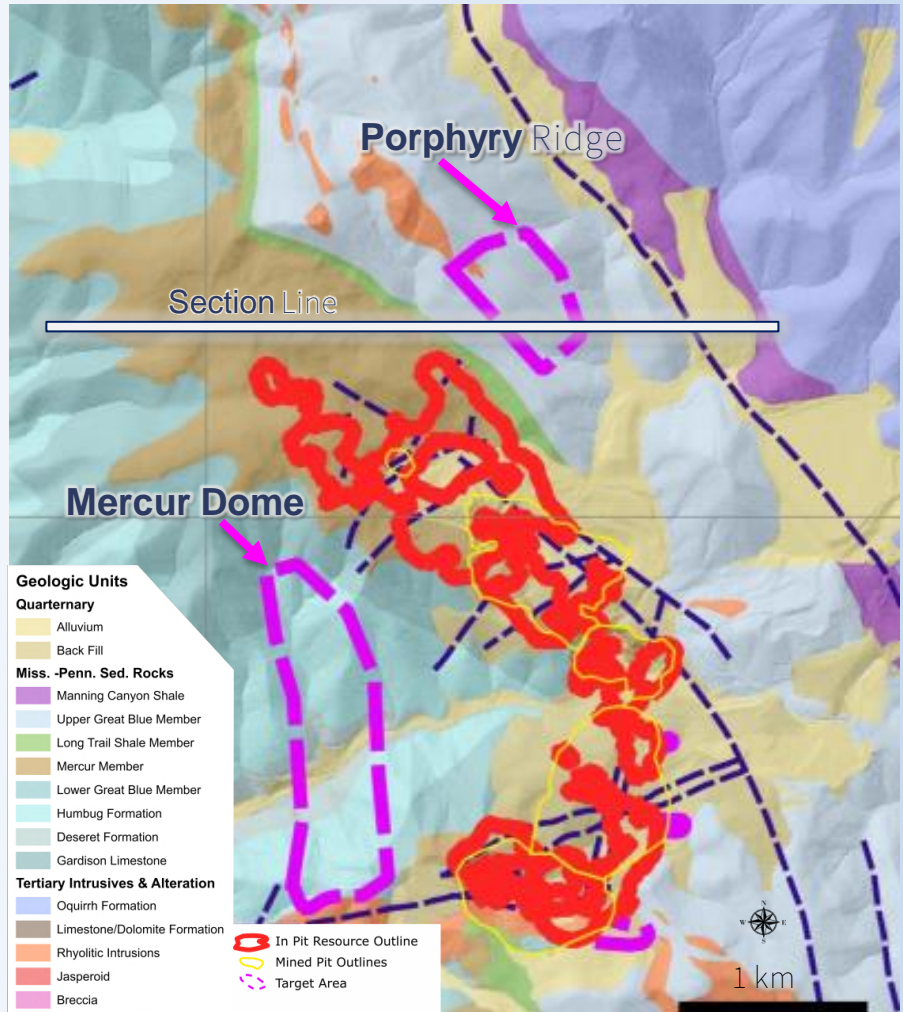 Porphyry Ridge
Section Line
Mercur Dome
Geologic Units
Quarternary
Alluvium
Back Fill
Miss. -Penn. Sed. Rocks
Manning Canyon Shale
Upper Great Blue Member
Long Trail Shale Member
Mercur Member
Lower Great Blue Member
Humbug Formation
Deseret Formation
Gardison Limestone
Tertiary Intrusives & Alteration
Oquirrh Formation
Limestone/Dolomite Formation
Rhyolitic Intrusions
Jasperoid
Breccia
In Pit Resource Outline
Mined Pit Outlines
Target Area
N
W E
S
1 km